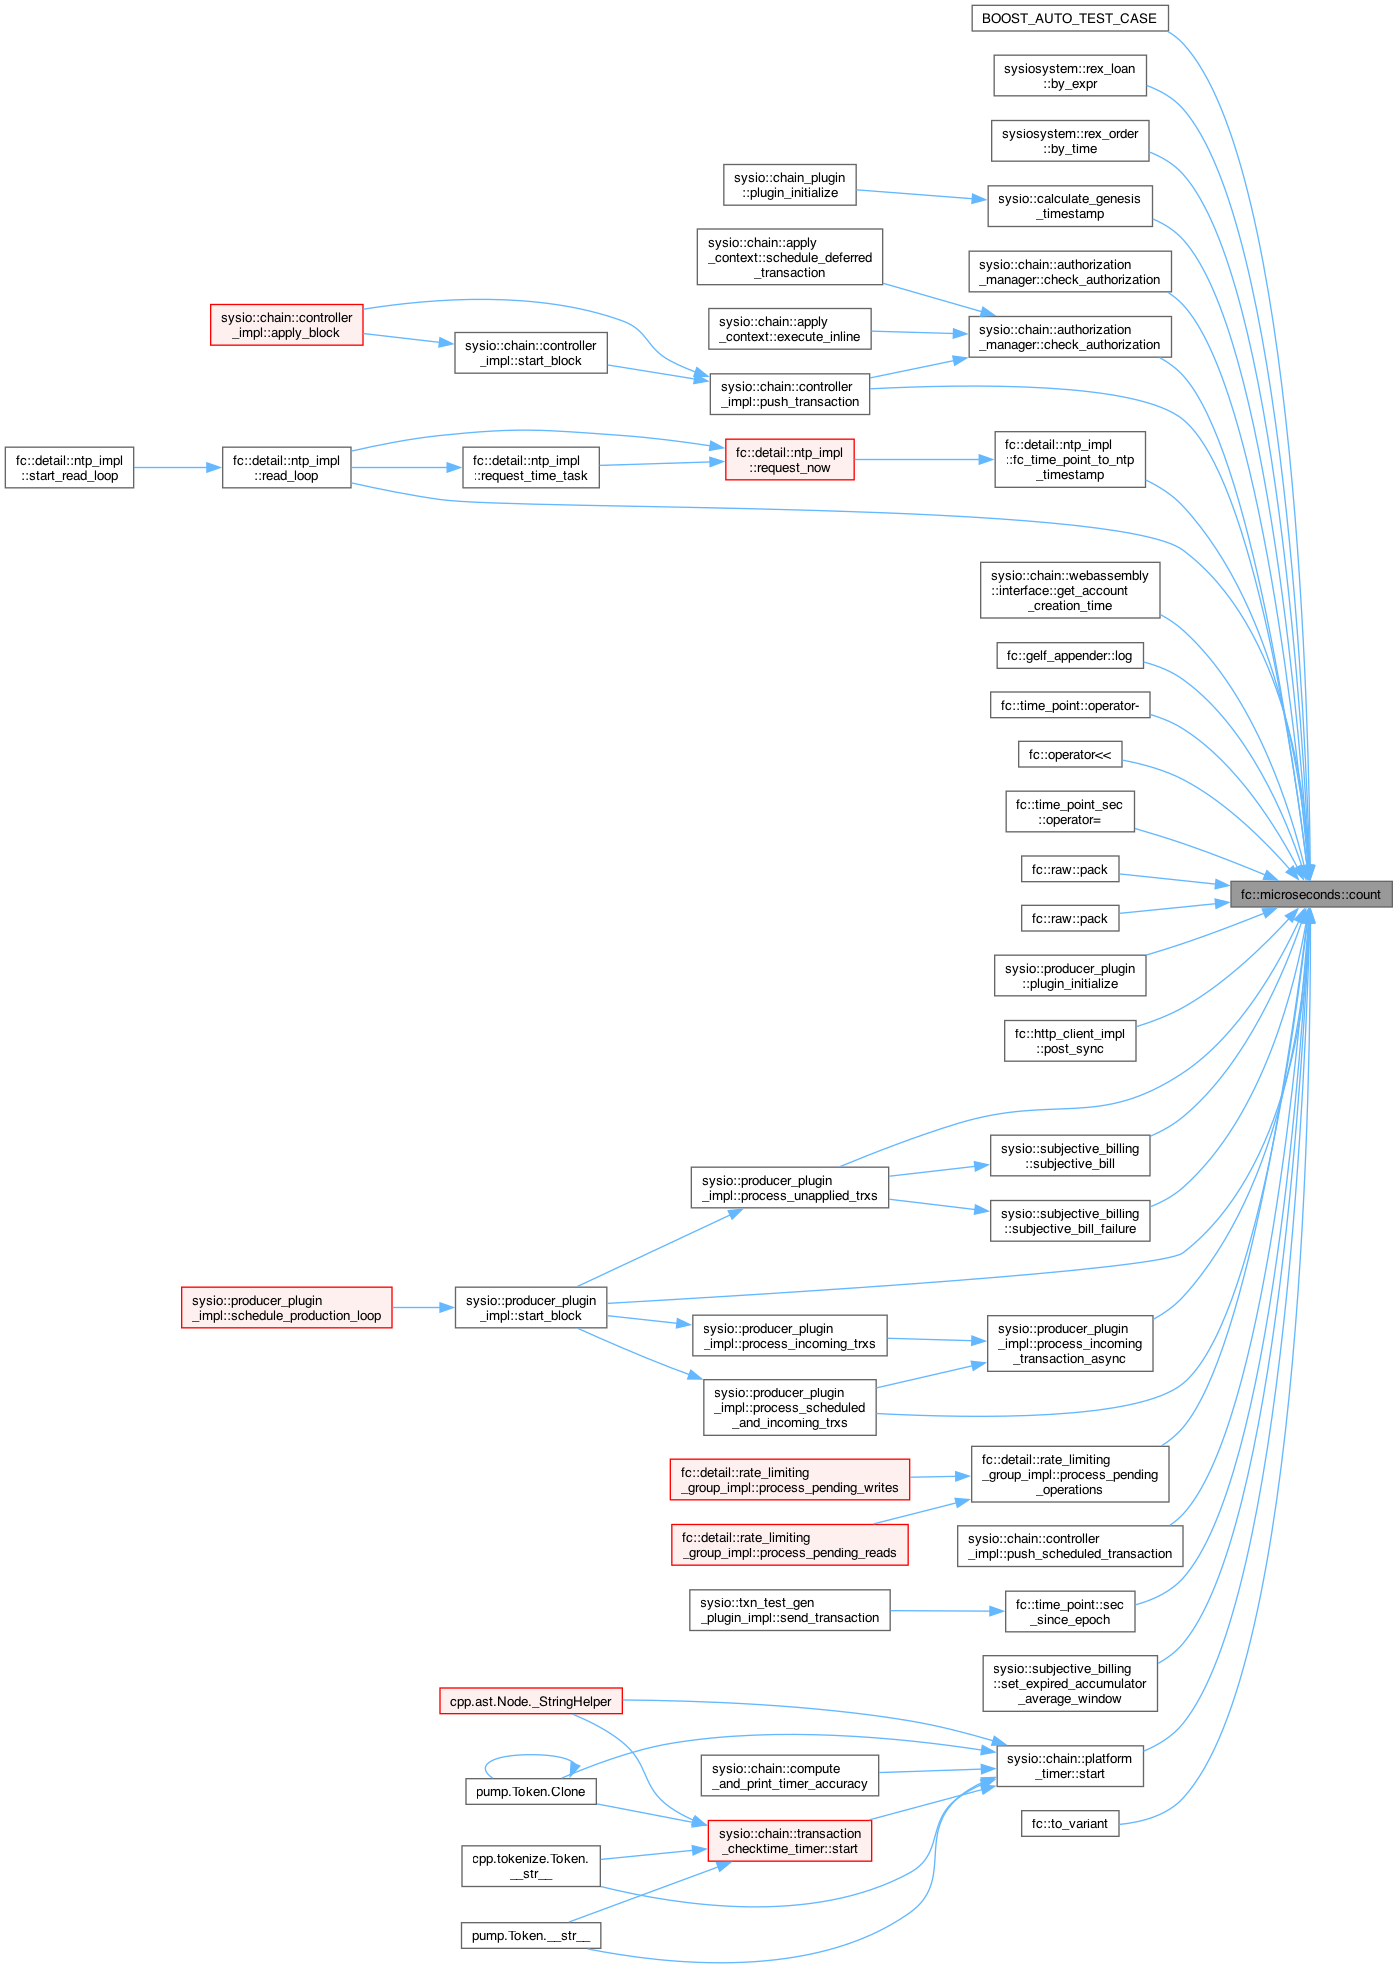 BOOST_AUTO_TEST_CASE
sysiosystem::rex_loan
::by_expr
sysiosystem::rex_order
::by_time
sysio::chain_plugin
::plugin_initialize
sysio::calculate_genesis
_timestamp
sysio::chain::apply
_context::schedule_deferred
_transaction
sysio::chain::authorization
_manager::check_authorization
sysio::chain::controller
_impl::apply_block
sysio::chain::apply
_context::execute_inline
sysio::chain::authorization
_manager::check_authorization
sysio::chain::controller
_impl::start_block
sysio::chain::controller
_impl::push_transaction
fc::detail::ntp_impl
::start_read_loop
fc::detail::ntp_impl
::read_loop
fc::detail::ntp_impl
::request_time_task
fc::detail::ntp_impl
::request_now
fc::detail::ntp_impl
::fc_time_point_to_ntp
_timestamp
sysio::chain::webassembly
::interface::get_account
_creation_time
fc::gelf_appender::log
fc::time_point::operator-
fc::operator<<
fc::time_point_sec
::operator=
fc::raw::pack
fc::microseconds::count
fc::raw::pack
sysio::producer_plugin
::plugin_initialize
fc::http_client_impl
::post_sync
sysio::subjective_billing
::subjective_bill
sysio::producer_plugin
_impl::process_unapplied_trxs
sysio::subjective_billing
::subjective_bill_failure
sysio::producer_plugin
_impl::schedule_production_loop
sysio::producer_plugin
_impl::start_block
sysio::producer_plugin
_impl::process_incoming_trxs
sysio::producer_plugin
_impl::process_incoming
_transaction_async
sysio::producer_plugin
_impl::process_scheduled
_and_incoming_trxs
fc::detail::rate_limiting
_group_impl::process_pending_writes
fc::detail::rate_limiting
_group_impl::process_pending
_operations
fc::detail::rate_limiting
_group_impl::process_pending_reads
sysio::chain::controller
_impl::push_scheduled_transaction
sysio::txn_test_gen
_plugin_impl::send_transaction
fc::time_point::sec
_since_epoch
sysio::subjective_billing
::set_expired_accumulator
_average_window
cpp.ast.Node._StringHelper
sysio::chain::platform
_timer::start
sysio::chain::compute
_and_print_timer_accuracy
pump.Token.Clone
fc::to_variant
sysio::chain::transaction
_checktime_timer::start
cpp.tokenize.Token.
__str__
pump.Token.__str__